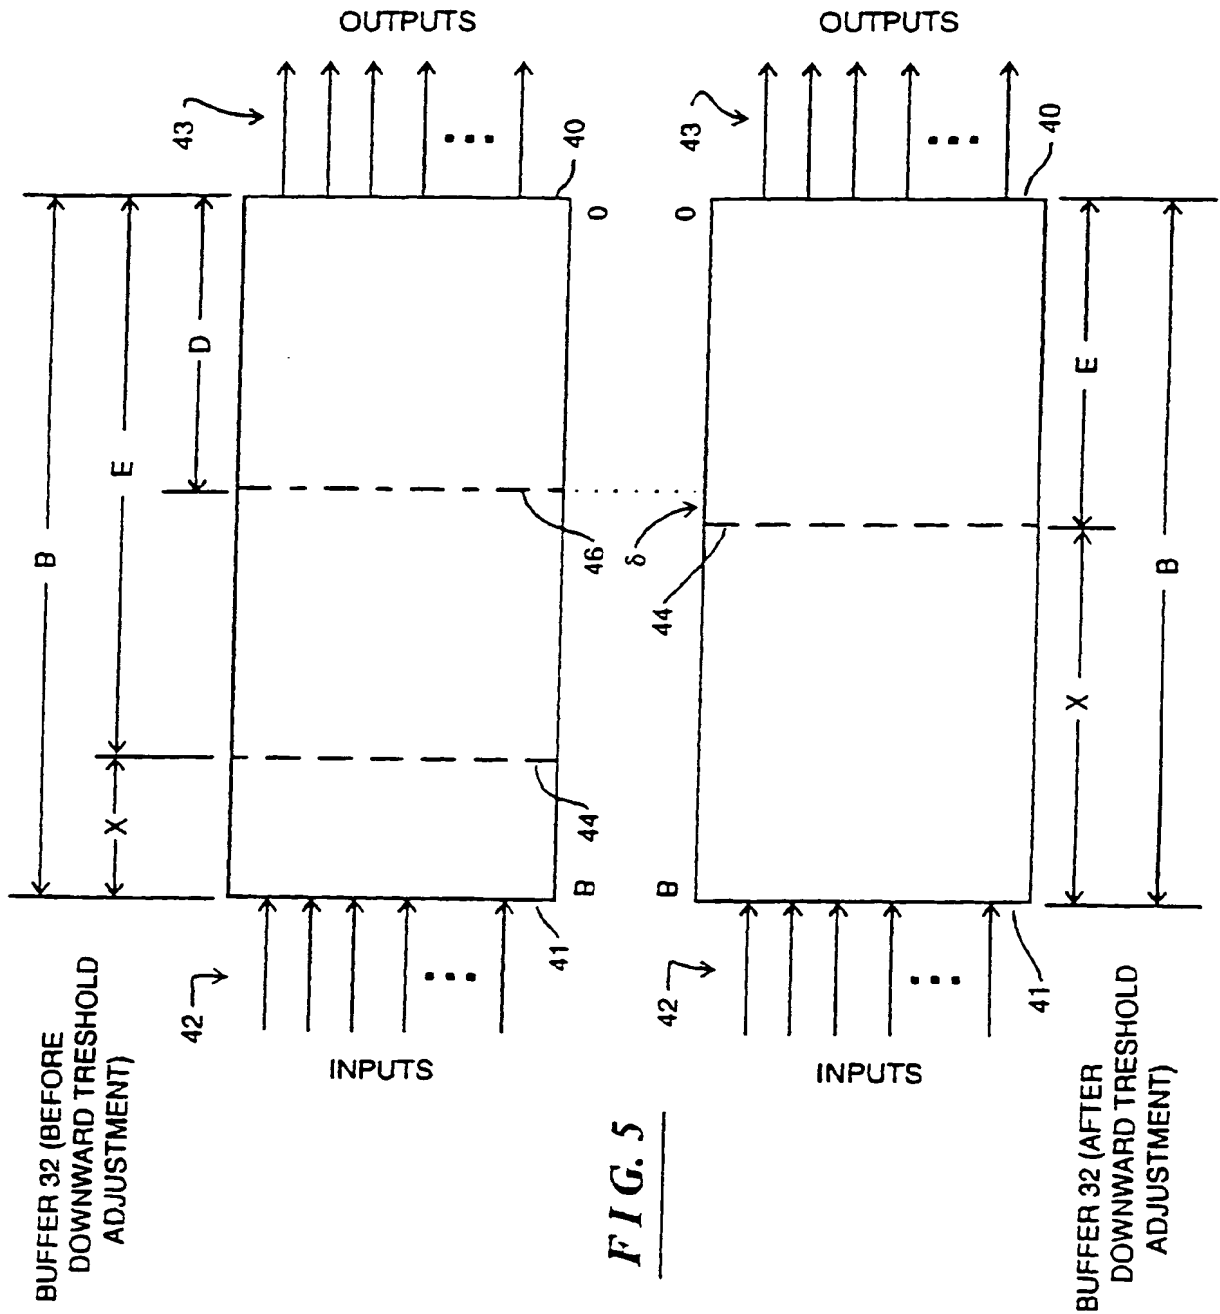 BUFFER 32 (BEFORE
DOWNWARD TRESHOLD
ADJUSTMENT)
B
X
E
D
42
43
INPUTS
OUTPUTS
41
B
44
46
0
40
δ
FIG. 5
42
B
44
0
43
INPUTS
OUTPUTS
41
40
X
E
B
BUFFER 32 (AFTER
DOWNWARD TRESHOLD
ADJUSTMENT)